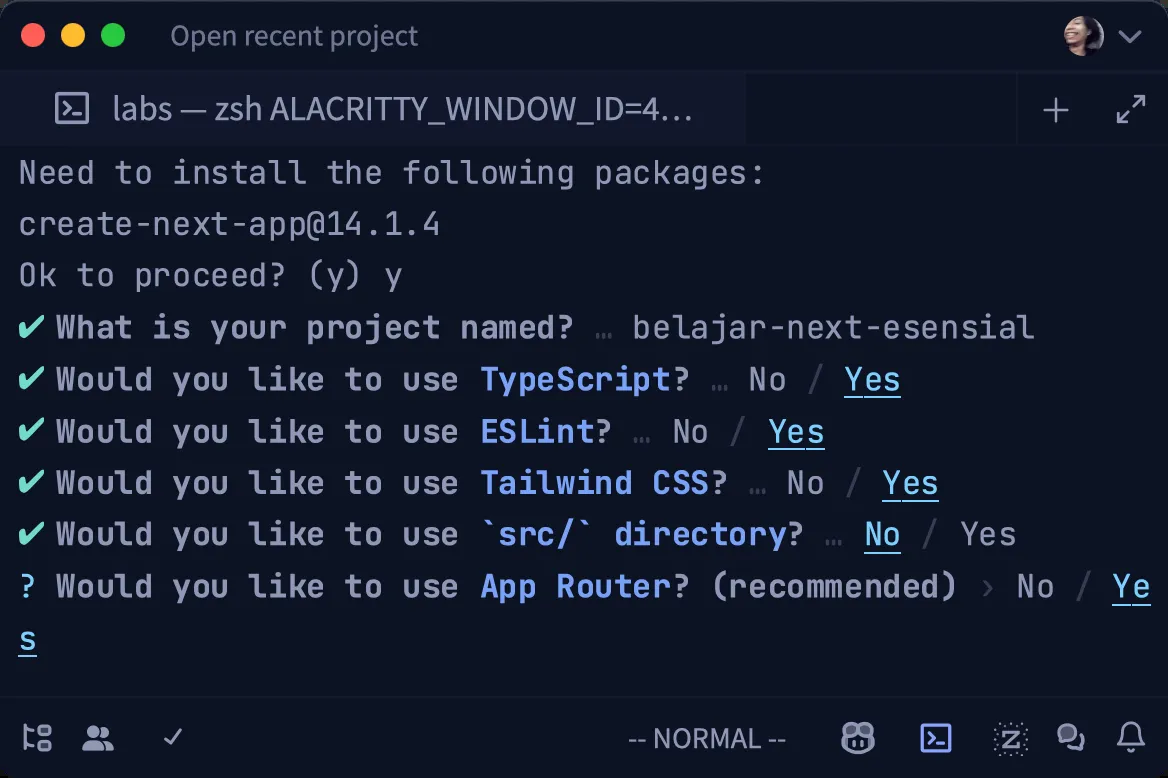 Open recent project
labs — zsh ALACRITTY_WINDOW_ID=4…
Need to install the following packages:
create-next-app@14.1.4
Ok to proceed? (y) y
✔ What is your project named? … belajar-next-esensial
✔ Would you like to use TypeScript? … No / Yes
✔ Would you like to use ESLint? … No / Yes
✔ Would you like to use Tailwind CSS? … No / Yes
✔ Would you like to use `src/` directory? … No / Yes
? Would you like to use App Router? (recommended) › No / Ye
s
-- NORMAL --